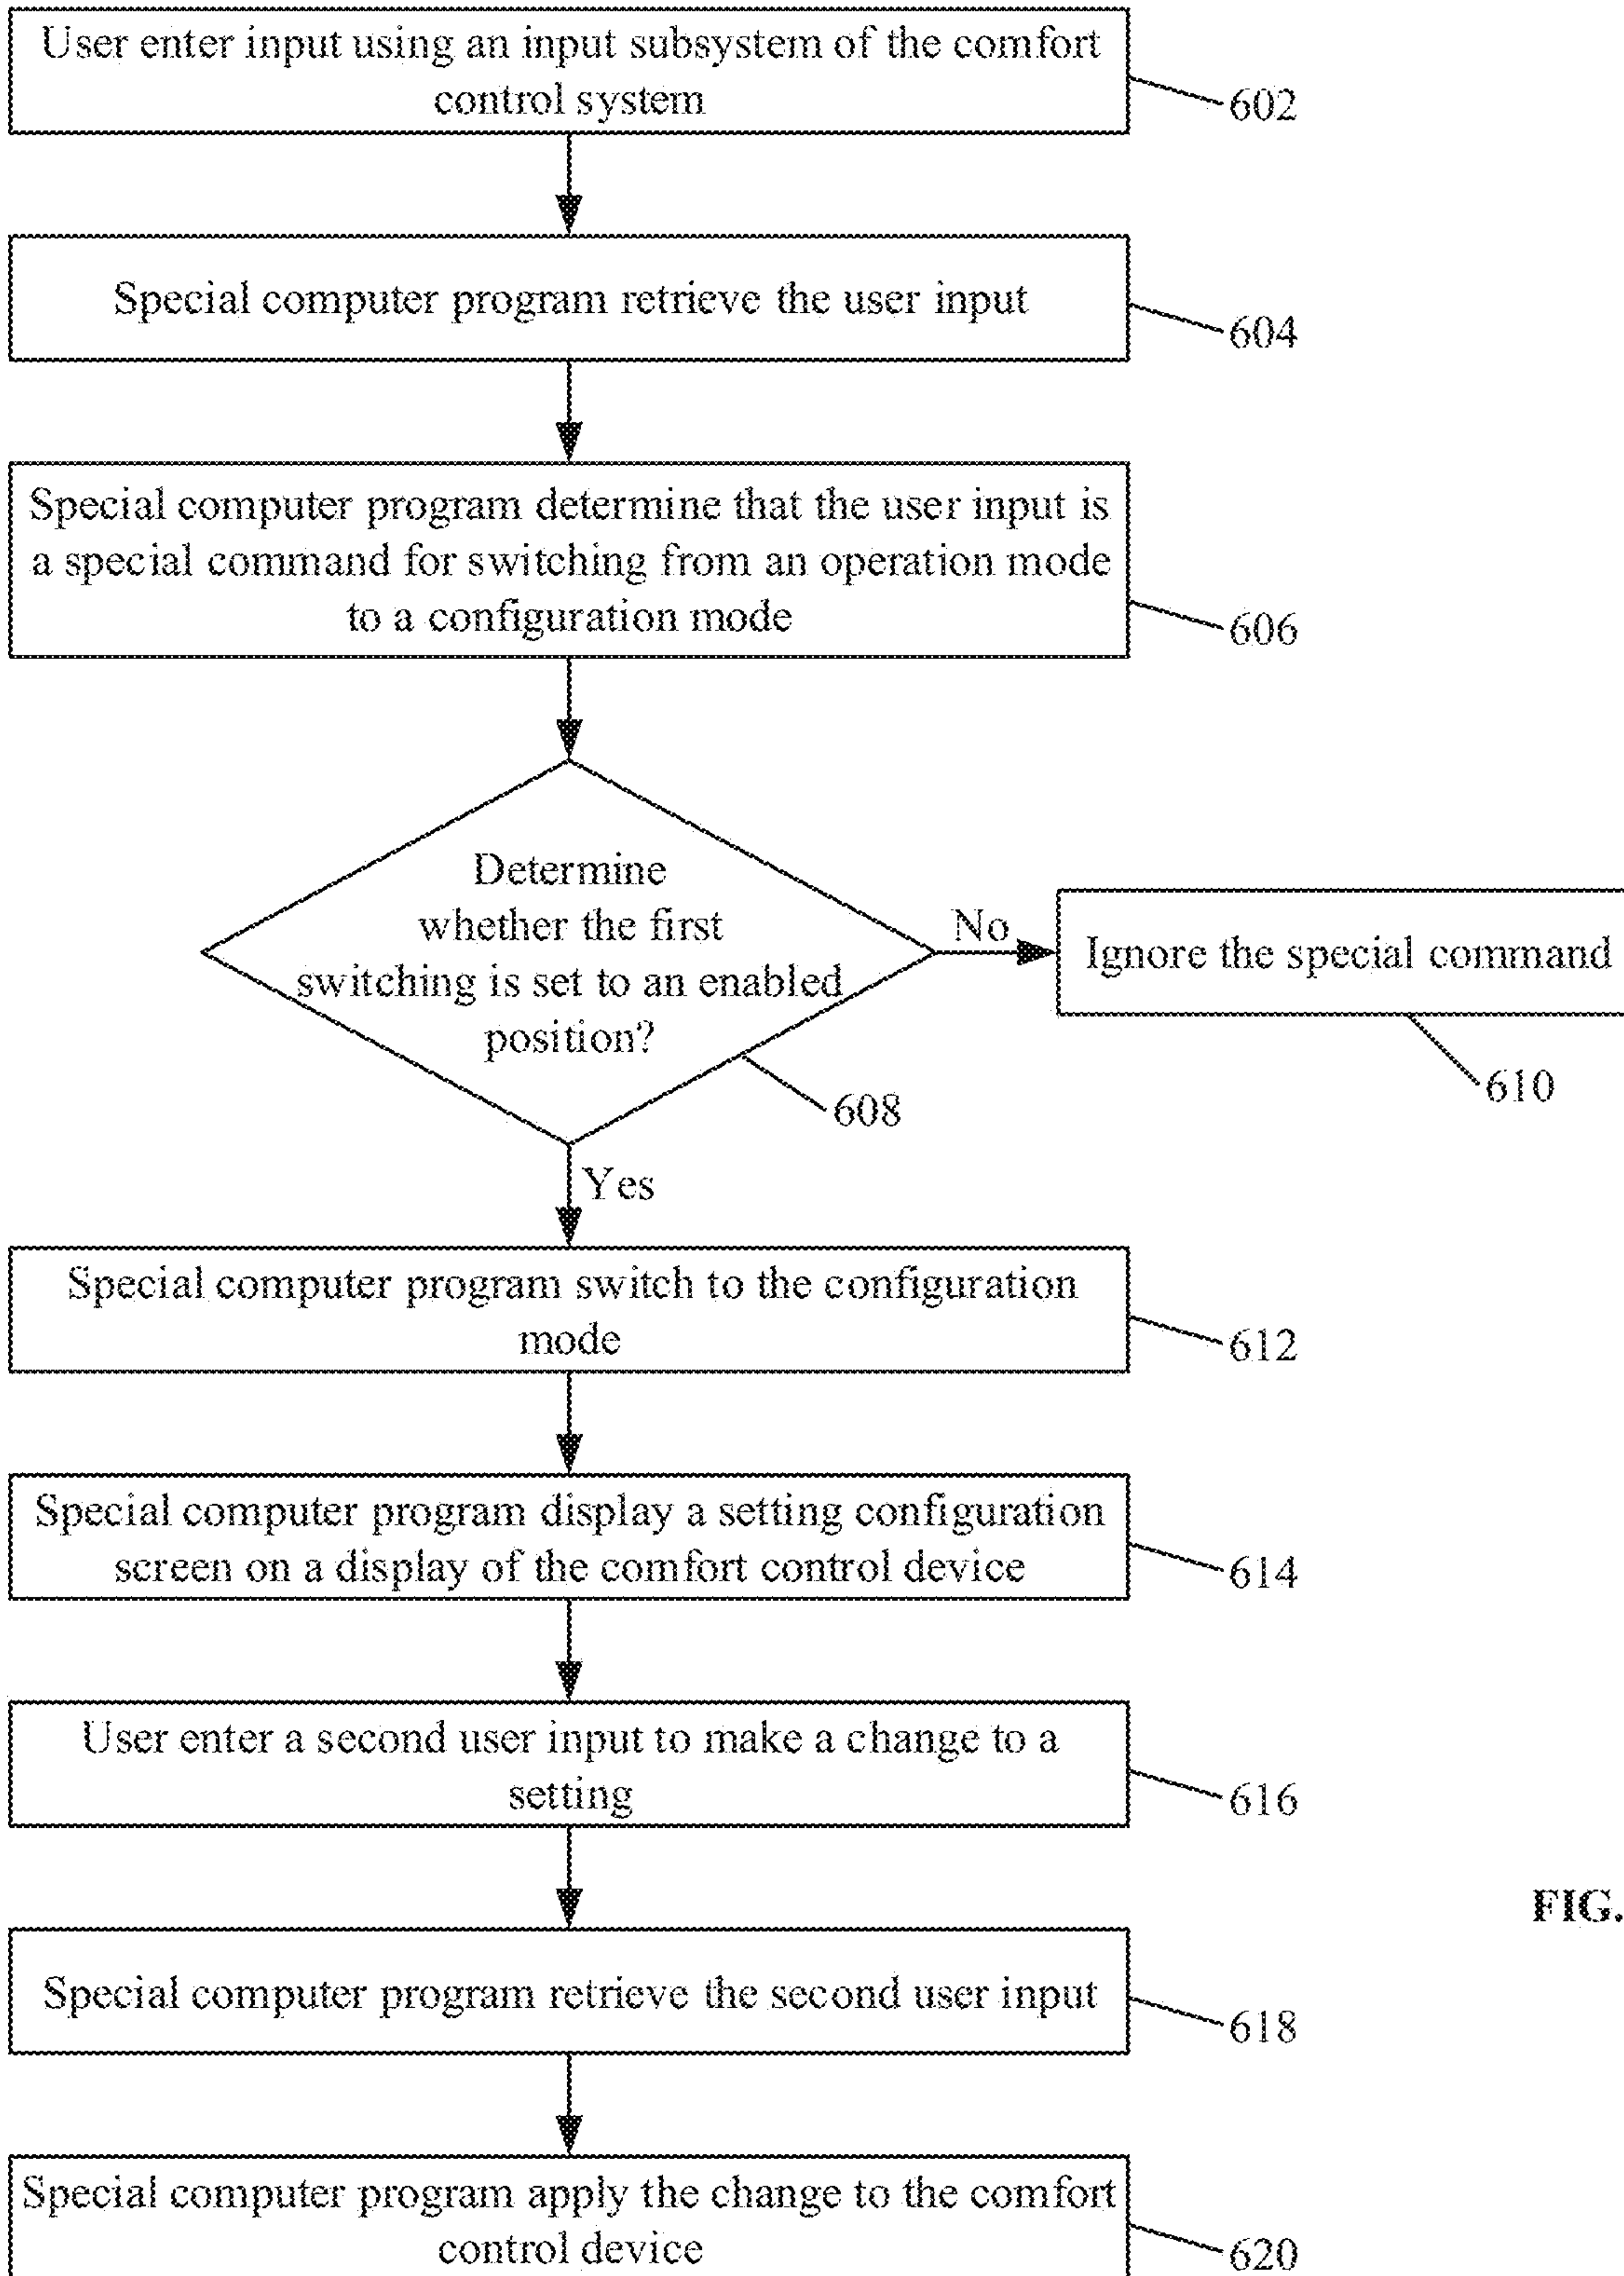 User enter input using an input subsystem of the comfort
control system
602
Special computer program retrieve the user input
604
Special computer program determine that the user input is
a special command for switching from an operation mode
to a configuration mode
606
Determine
whether the first
switching is set to an enabled
position?
608
No
Ignore the special command
610
Yes
Special computer program switch to the configuration
mode
612
Special computer program display a setting configuration
screen on a display of the comfort control device
614
User enter a second user input to make a change to a
setting
616
FIG.
Special computer program retrieve the second user input
618
Special computer program apply the change to the comfort
control device
620